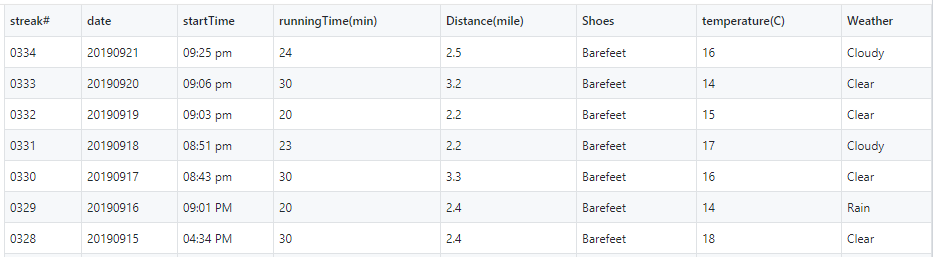 streak# date startTime runningTime(min) Distance(mile) Shoes temperature(C) Weather
0334 20190921 09:25 pm 24 2.5 Barefeet 16 Cloudy
0333 20190920 09:06 pm 30 3.2 Barefeet 14 Clear
0332 20190919 09:03 pm 20 2.2 Barefeet 15 Clear
0331 20190918 08:51 pm 23 2.2 Barefeet 17 Cloudy
0330 20190917 08:43 pm 30 3.3 Barefeet 16 Clear
0329 20190916 09:01 PM 20 2.4 Barefeet 14 Rain
0328 20190915 04:34 PM 30 2.4 Barefeet 18 Clear